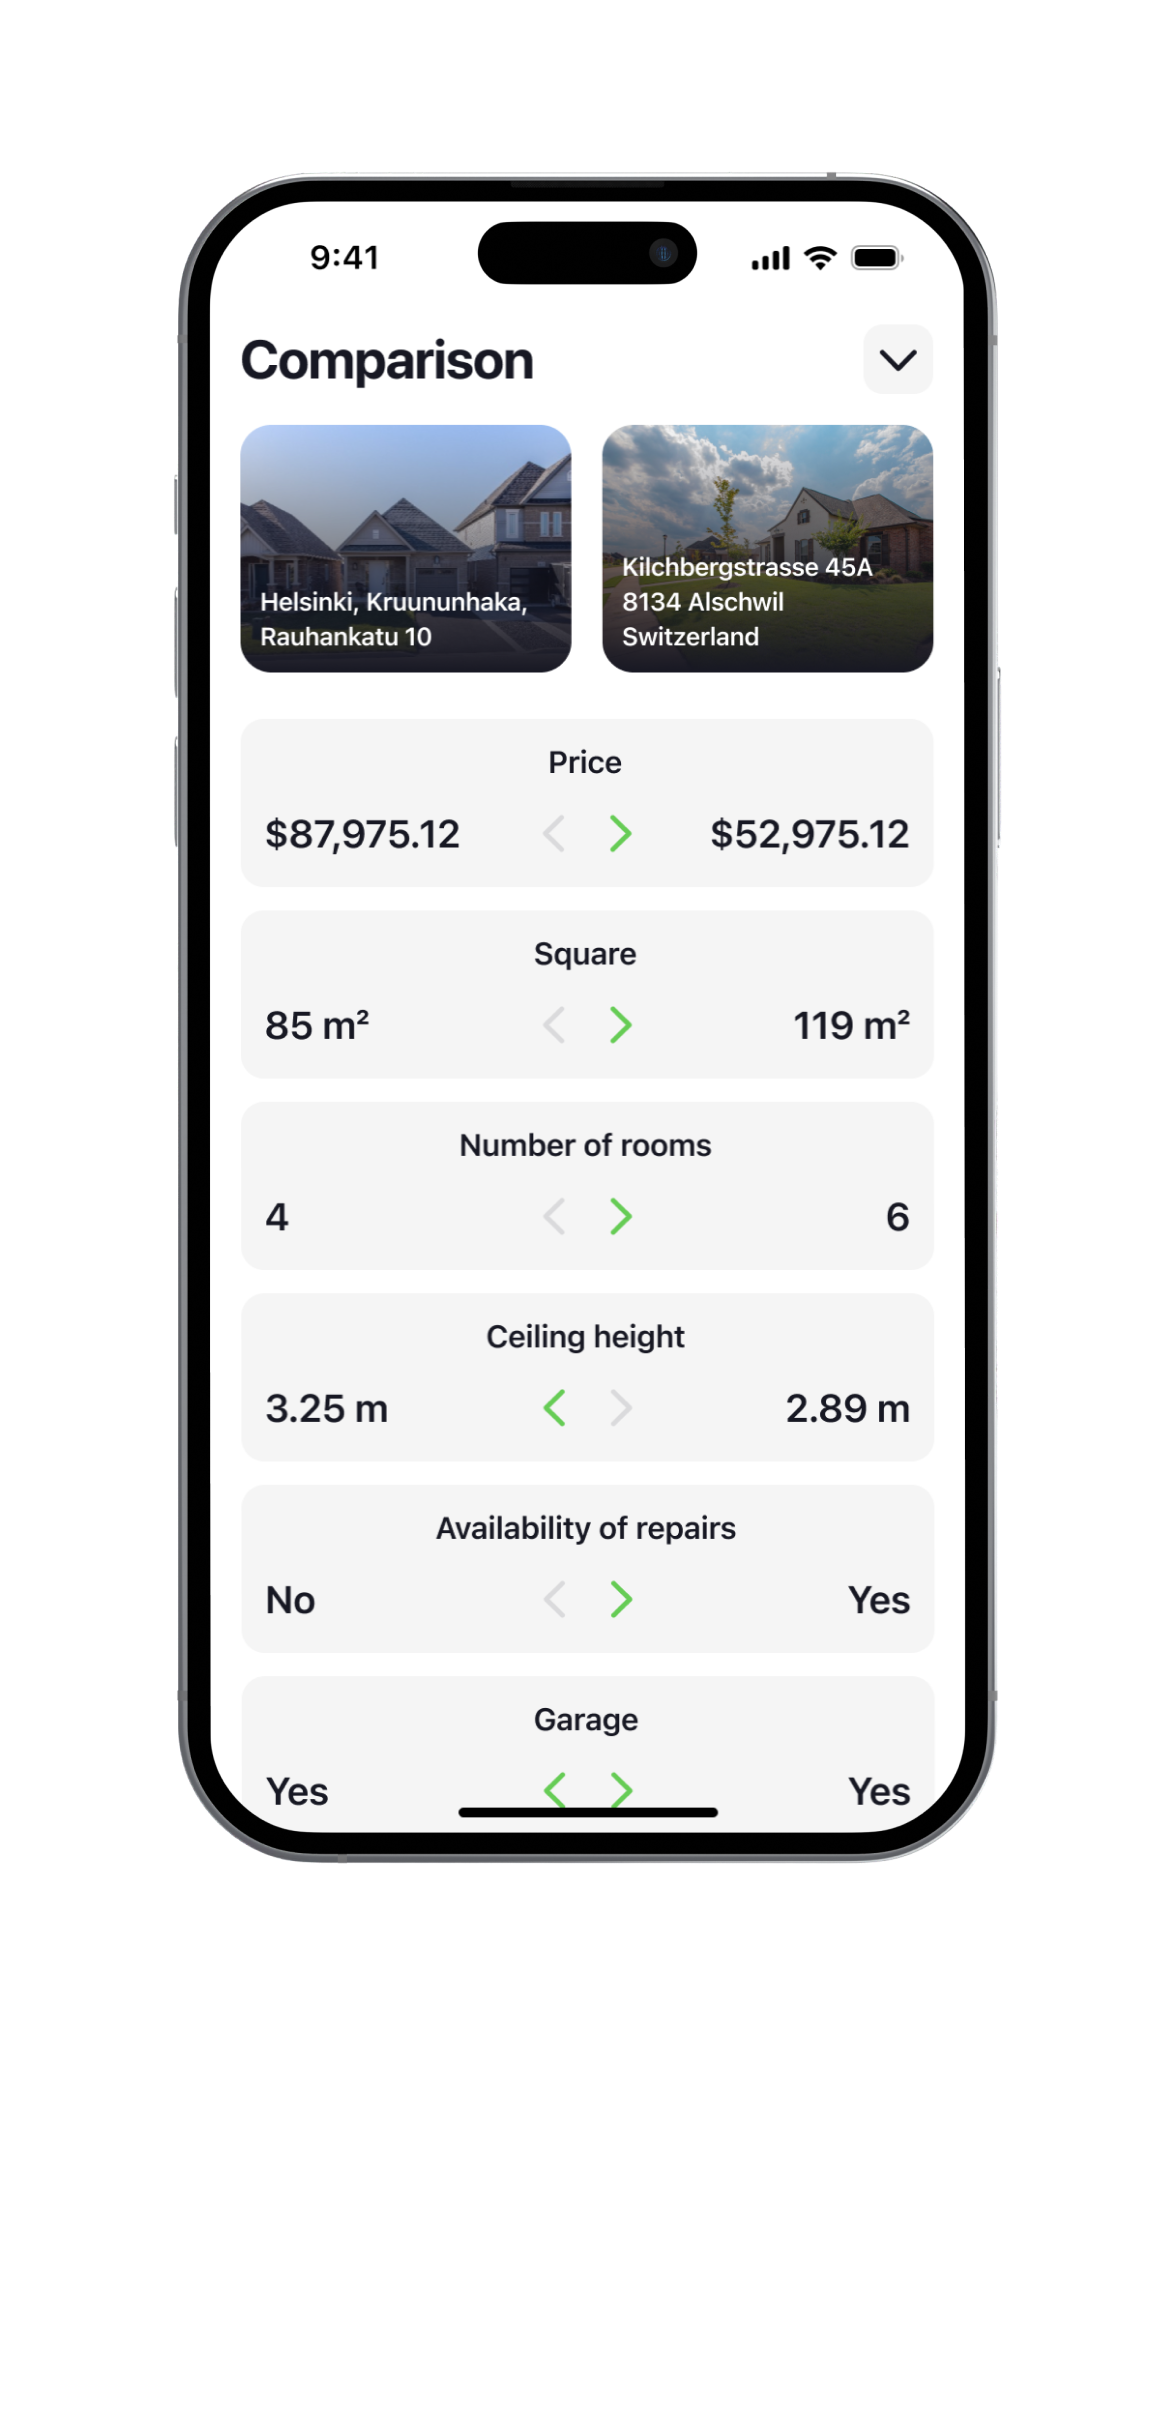 9:41
Comparison
Helsinki, Kruununhaka,
Rauhankatu 10
Kilchbergstrasse 45A
8134 Alschwil
Switzerland
Price
$87,975.12 $52,975.12
Square
85 m² 119 m²
Number of rooms
4 6
Ceiling height
3.25 m 2.89 m
Availability of repairs
No Yes
Garage
Yes Yes